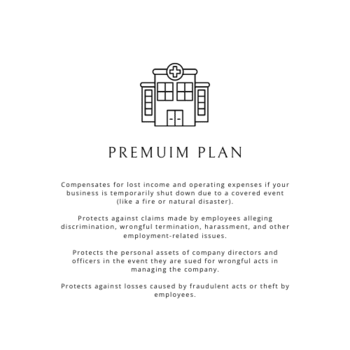 PREMUIM PLAN
Compensates for lost income and operating expenses if your
business is temporarily shut down due to a covered event
(like a fire or natural disaster).
Protects against claims made by employees alleging
discrimination, wrongful termination, harassment, and other
employment-related issues.
Protects the personal assets of company directors and
officers in the event they are sued for wrongful acts in
managing the company.
Protects against losses caused by fraudulent acts or theft by
employees.